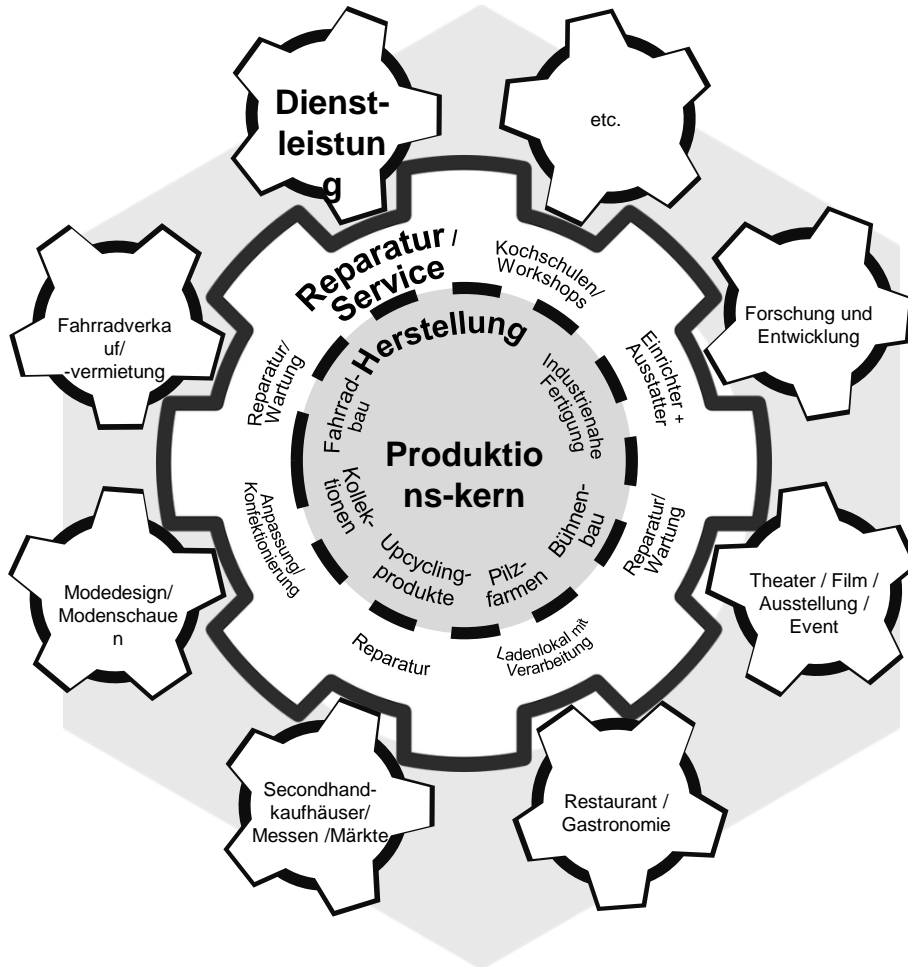 Dienst-
leistun
g
etc.
Reparatur /
Service
Kochschulen/
Workshops
Fahrradverka
uf/
-vermietung
Forschung und
Entwicklung
Reparatur/
Wartung
Herstellung
Einrichter +
Ausstatter
Fahrrad-
bau
Industrienahe
Fertigung
Produktio
ns-kern
Kollek-
tionen
Anpassung/
Konfektionierung
Bühnen-
bau
Reparatur/
Wartung
Upcycling-
produkte
Pilz-
farmen
Modedesign/
Modenschaue
n
Theater / Film /
Ausstellung /
Event
Reparatur
Ladenlokal mit
Verarbeitung
Secondhand-
kaufhäuser/
Messen /Märkte
Restaurant /
Gastronomie